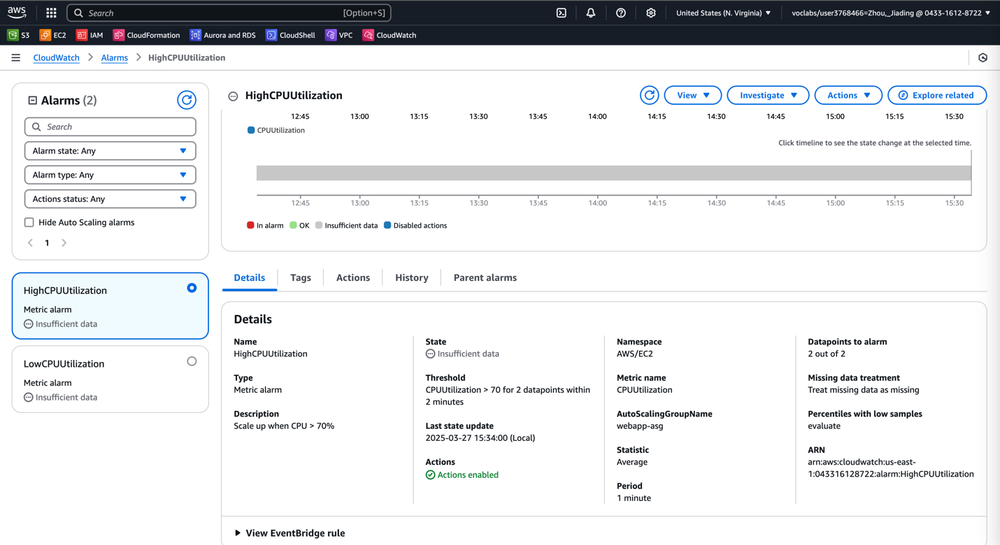 aws
Search [Option+S]
United States (N. Virginia)
voclabs/user3768466=Zhou,_Jiading @ 0433-1612-8722
S3
EC2
IAM
CloudFormation
Aurora and RDS
CloudShell
VPC
CloudWatch
CloudWatch
Alarms
HighCPUUtilization
Alarms (2)
Search
Alarm state: Any
Alarm type: Any
Actions status: Any
Hide Auto Scaling alarms
1
HighCPUUtilization
Metric alarm
Insufficient data
LowCPUUtilization
Metric alarm
Insufficient data
HighCPUUtilization
View
Investigate
Actions
Explore related
12:45 13:00 13:15 13:30 13:45 14:00 14:15 14:30 14:45 15:00 15:15 15:30
CPUUtilization
Click timeline to see the state change at the selected time.
12:45 13:00 13:15 13:30 13:45 14:00 14:15 14:30 14:45 15:00 15:15 15:30
In alarm OK Insufficient data Disabled actions
Details
Tags
Actions
History
Parent alarms
Details
Name
HighCPUUtilization
Type
Metric alarm
Description
Scale up when CPU > 70%
State
Insufficient data
Threshold
CPUUtilization > 70 for 2 datapoints within
2 minutes
Last state update
2025-03-27 15:34:00 (Local)
Actions
Actions enabled
Namespace
AWS/EC2
Metric name
CPUUtilization
AutoScalingGroupName
webapp-asg
Statistic
Average
Period
1 minute
Datapoints to alarm
2 out of 2
Missing data treatment
Treat missing data as missing
Percentiles with low samples
evaluate
ARN
arn:aws:cloudwatch:us-east-
1:043316128722:alarm:HighCPUUtilization
View EventBridge rule